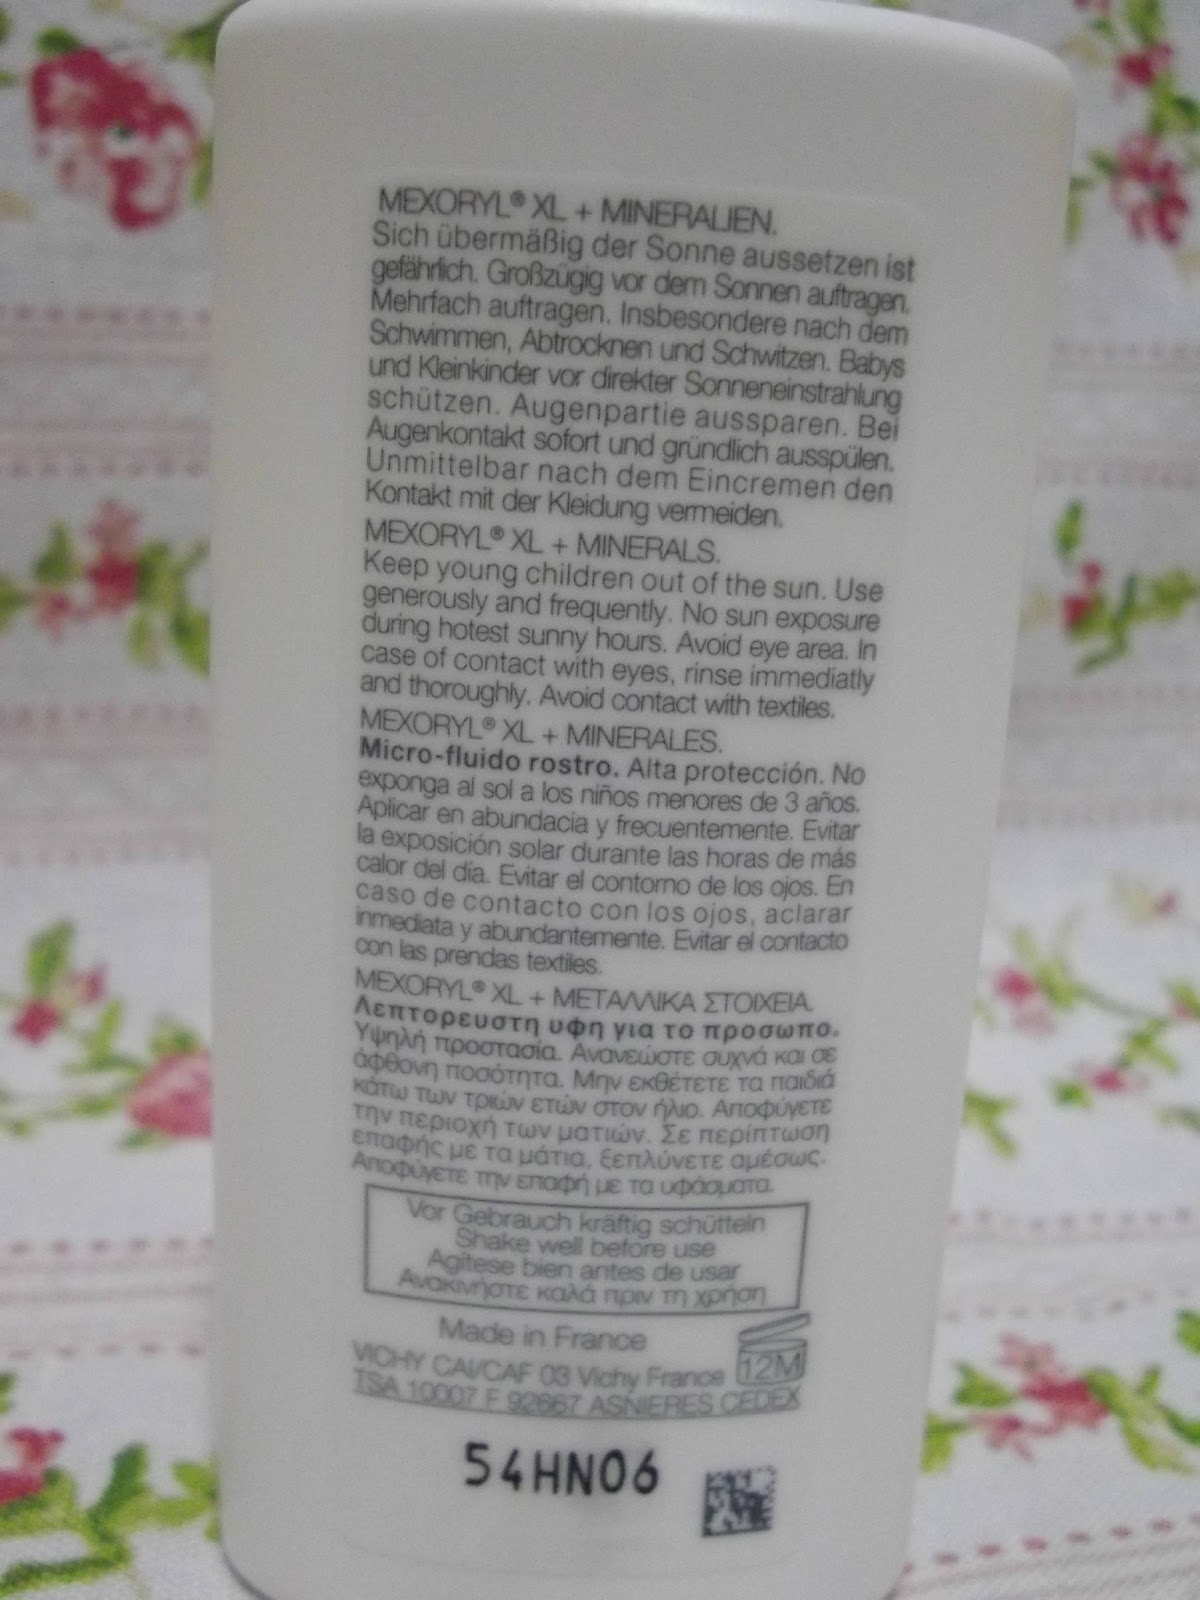 MEXORYL® XL + MINERALIEN.
Sich übermäßig der Sonne aussetzen ist
gefährlich. Großzügig vor dem Sonnen auftragen.
Mehrfach auftragen. Insbesondere nach dem
Schwimmen, Abtrocknen und Schwitzen. Babys
und Kleinkinder vor direkter Sonneneinstrahlung
schützen. Augenpartie aussparen. Bei
Augenkontakt sofort und gründlich ausspülen.
Unmittelbar nach dem Eincremen den
Kontakt mit der Kleidung vermeiden.
MEXORYL® XL + MINERALS.
Keep young children out of the sun. Use
generously and frequently. No sun exposure
during hotest sunny hours. Avoid eye area. In
case of contact with eyes, rinse immediatly
and thoroughly. Avoid contact with textiles.
MEXORYL® XL + MINERALES.
Micro-fluido rostro. Alta protección. No
exponga al sol a los niños menores de 3 años.
Aplicar en abundacia y frecuentemente. Evitar
la exposición solar durante las horas de más
calor del día. Evitar el contorno de los ojos. En
caso de contacto con los ojos, aclarar
inmediata y abundantemente. Evitar el contacto
con las prendas textiles.
MEXORYL® XL + ΜΕΤΑΛΛΙΚΑ ΣΤΟΙΧΕΙΑ.
Λεπτορευστη υφη για το προσωπο.
Υψηλή προστασία. Ανανεώστε συχνά και σε
άφθονη ποσότητα. Μην εκθέτετε τα παιδιά
κάτω των τριών ετών στον ήλιο. Αποφύγετε
την περιοχή των ματιών. Σε περίπτωση
επαφής με τα μάτια, ξεπλύνετε αμέσως.
Αποφύγετε την επαφή με τα υφάσματα.
Vor Gebrauch kräftig schütteln
Shake well before use
Agítese bien antes de usar
Ανακινήστε καλά πριν τη χρήση
Made in France
VICHY CAI/CAF 03 Vichy France 12M
TSA 10007 F 92667 ASNIERES CEDEX
54HN06